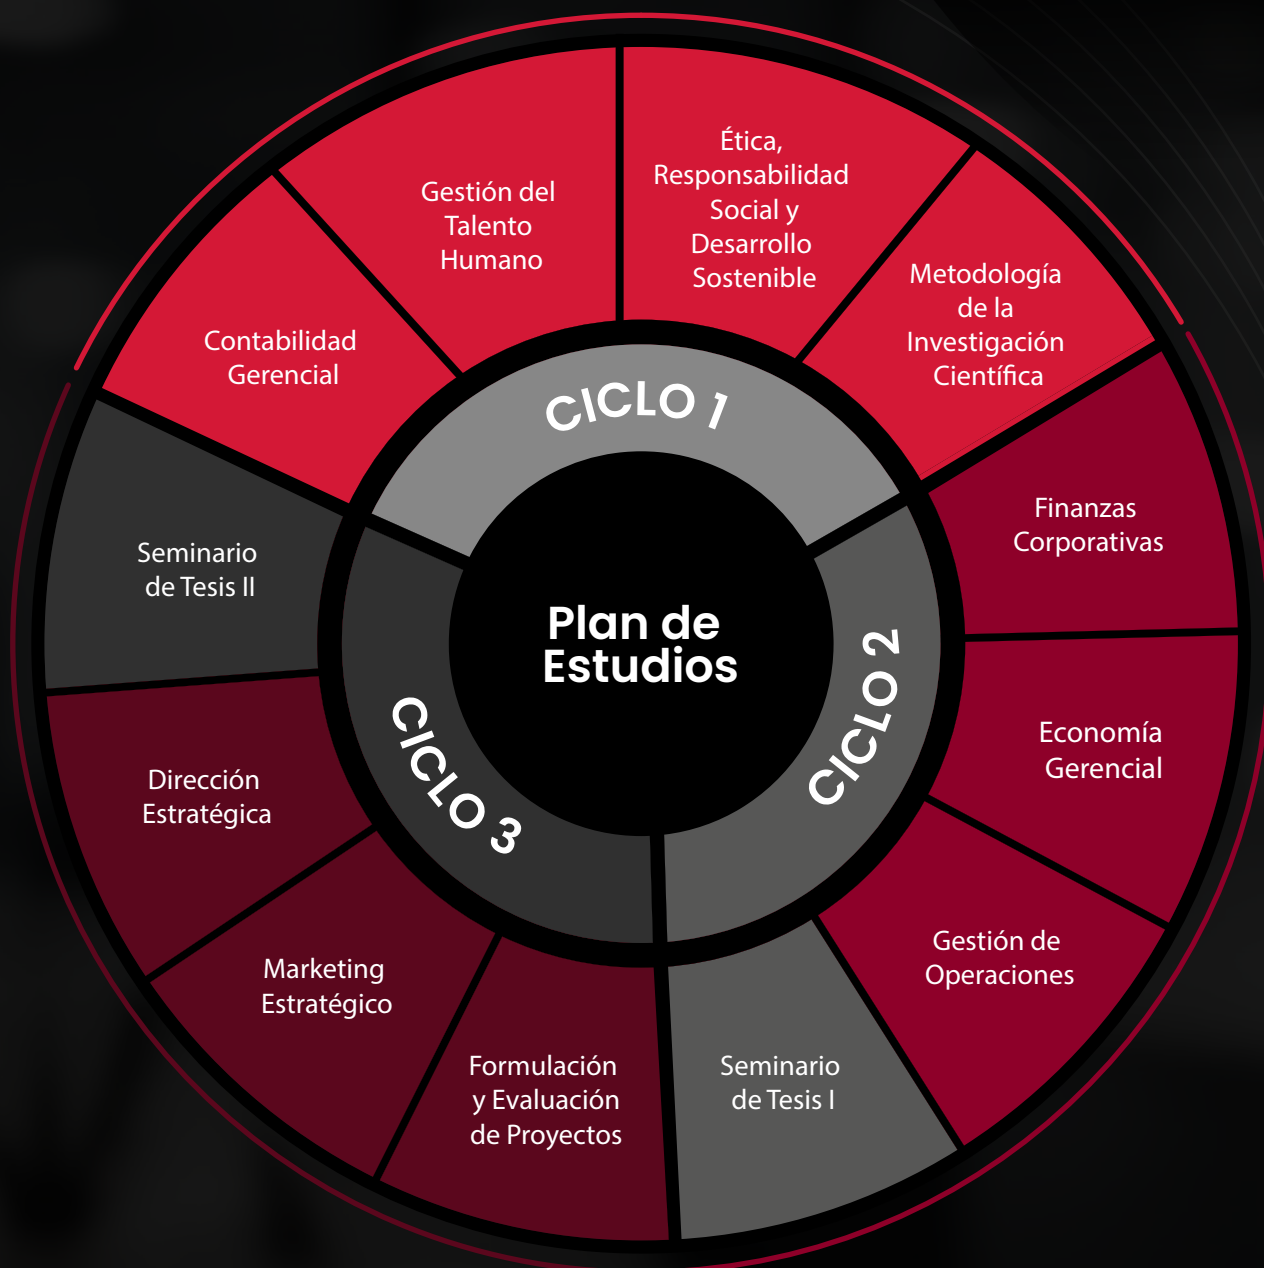 Plan de
Estudios
CICLO 1
Contabilidad
Gerencial
Gestión del
Talento
Humano
Ética,
Responsabilidad
Social y
Desarrollo
Sostenible
Metodología
de la
Investigación
Científica
CICLO 2
Finanzas
Corporativas
Economía
Gerencial
Gestión de
Operaciones
Seminario
de Tesis I
CICLO 3
Formulación
y Evaluación
de Proyectos
Marketing
Estratégico
Dirección
Estratégica
Seminario
de Tesis II